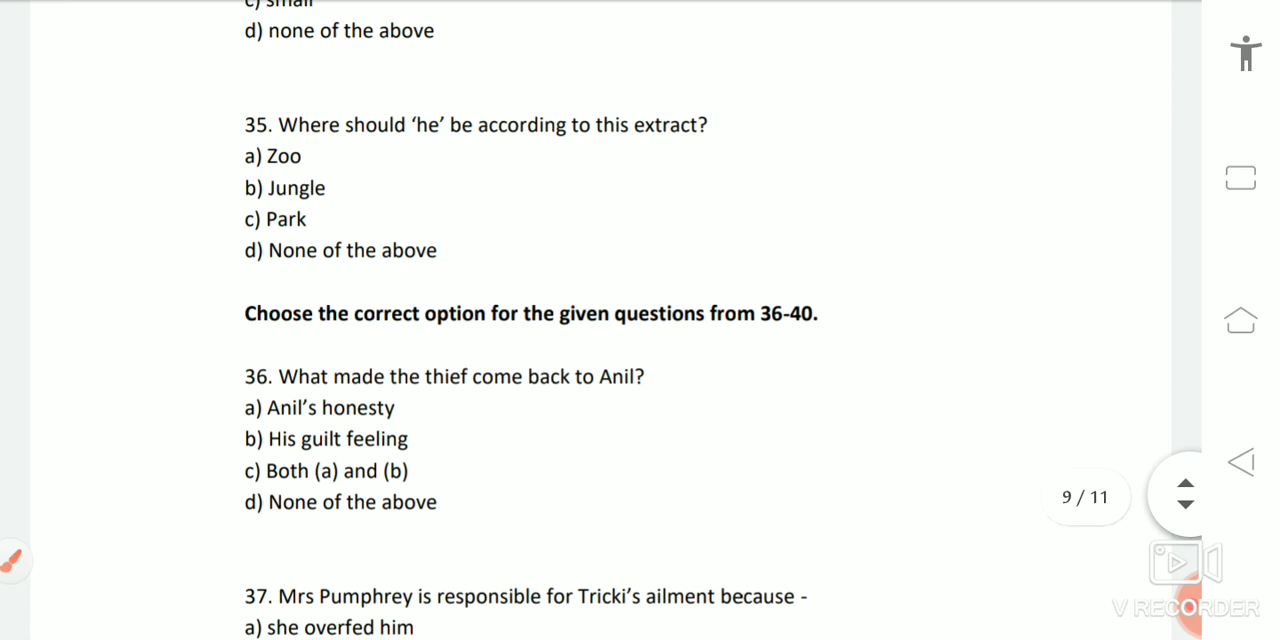 c) small
d) none of the above
35. Where should ‘he’ be according to this extract?
a) Zoo
b) Jungle
c) Park
d) None of the above
Choose the correct option for the given questions from 36-40.
36. What made the thief come back to Anil?
a) Anil’s honesty
b) His guilt feeling
c) Both (a) and (b)
d) None of the above
9 / 11
37. Mrs Pumphrey is responsible for Tricki’s ailment because -
a) she overfed him
V RECORDER